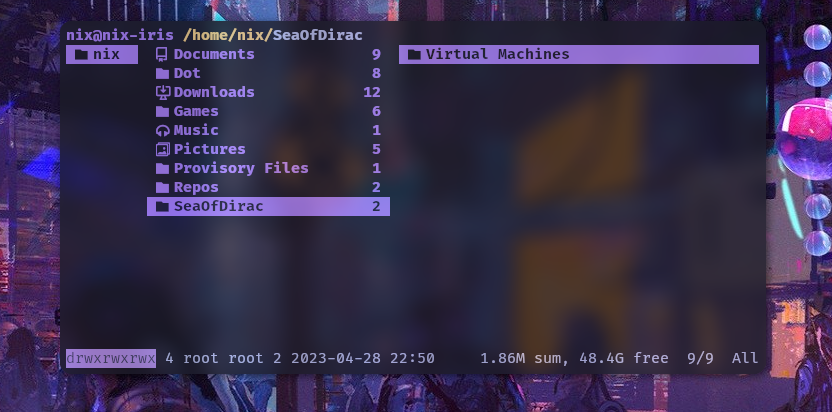 nix@nix-iris /home/nix/SeaOfDirac
nix Documents 9 Virtual Machines
Dot 8
Downloads 12
Games 6
Music 1
Pictures 5
Provisory Files 1
Repos 2
SeaOfDirac 2
drwxrwxrwx 4 root root 2 2023-04-28 22:50 1.86M sum, 48.4G free 9/9 All